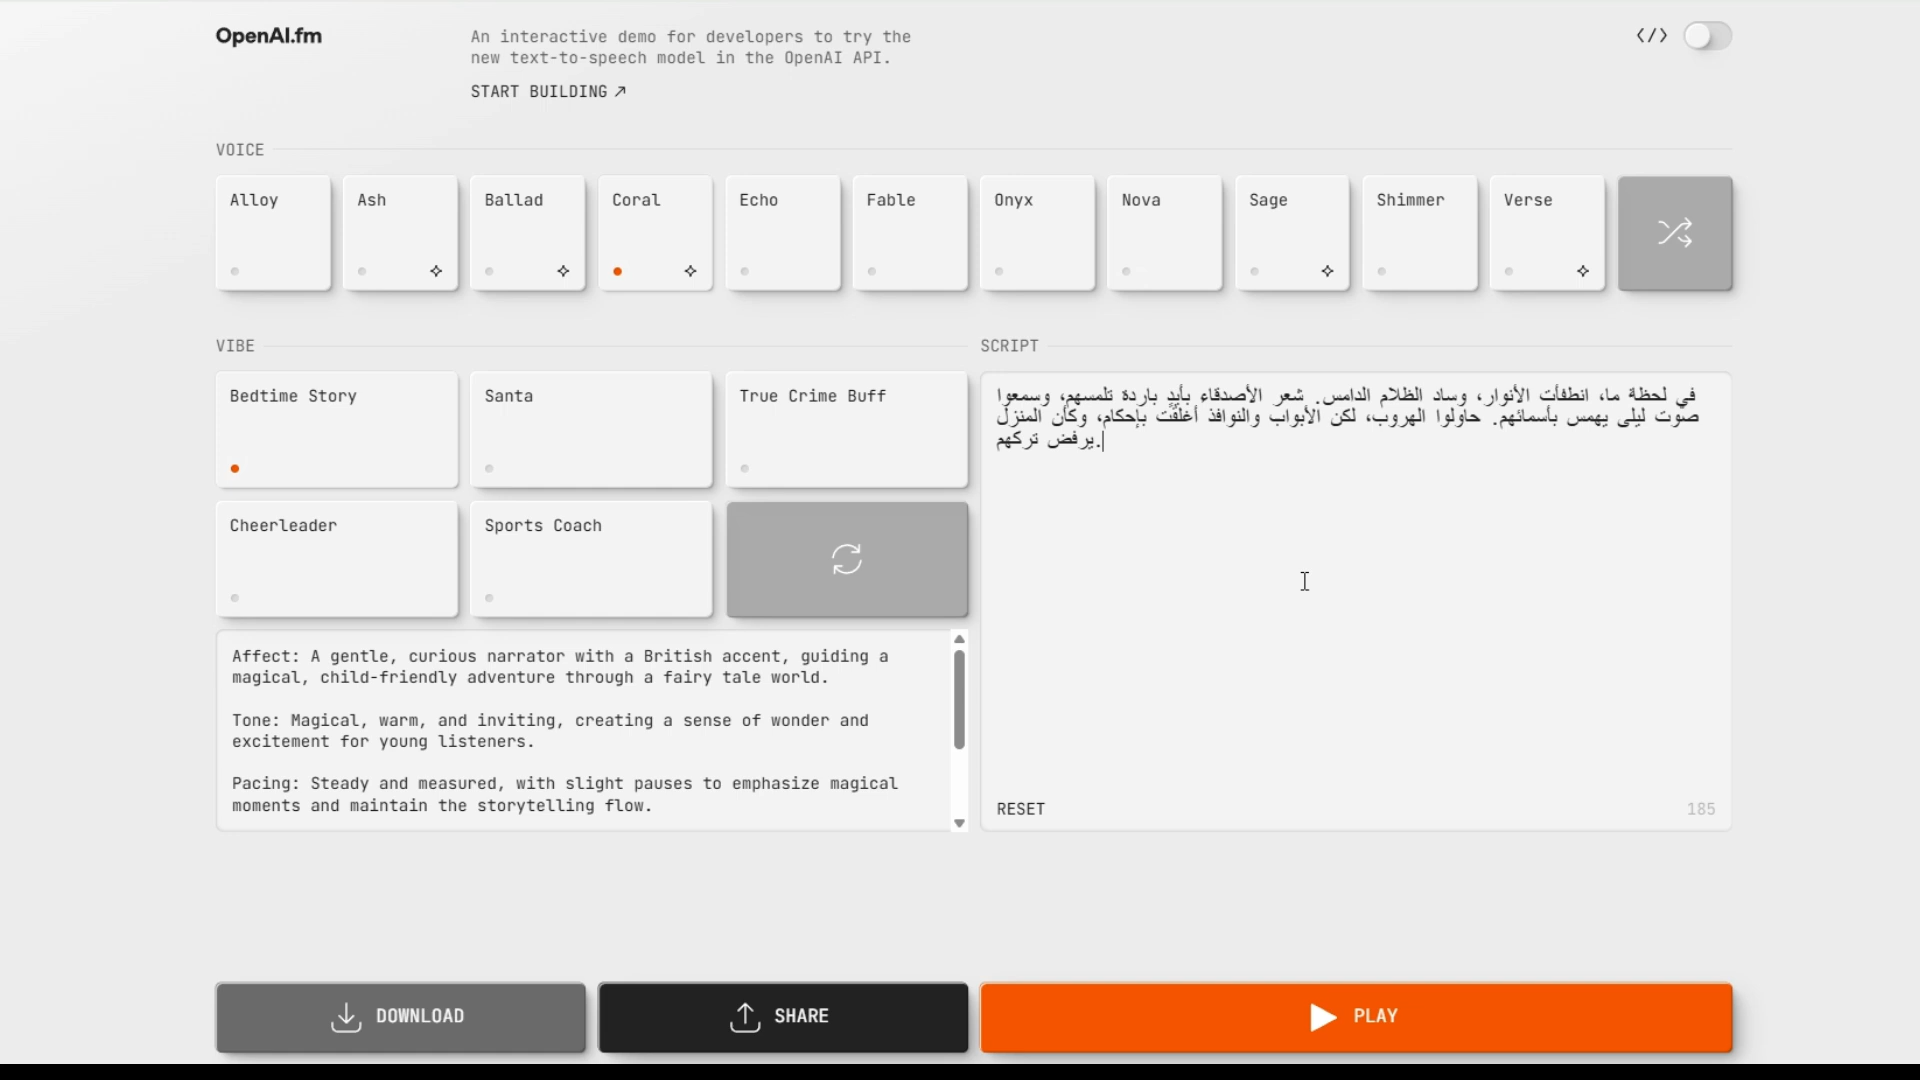 OpenAI.fm
An interactive demo for developers to try the
new text-to-speech model in the OpenAI API.
START BUILDING ↗
</>
VOICE
Alloy
Ash
Ballad
Coral
Echo
Fable
Onyx
Nova
Sage
Shimmer
Verse
VIBE
Bedtime Story
Santa
True Crime Buff
Cheerleader
Sports Coach
Affect: A gentle, curious narrator with a British accent, guiding a
magical, child-friendly adventure through a fairy tale world.
Tone: Magical, warm, and inviting, creating a sense of wonder and
excitement for young listeners.
Pacing: Steady and measured, with slight pauses to emphasize magical
moments and maintain the storytelling flow.
SCRIPT
في لحظة ما، انطفأت الأنوار، وساد الظلام الدامس. شعر الأصدقاء بأيدٍ باردة تلمسهم، وسمعوا
صوت ليلى يهمس بأسمائهم. حاولوا الهروب، لكن الأبواب والنوافذ أغلقت بإحكام، وكأن المنزل
يرفض تركهم.
RESET
185
DOWNLOAD
SHARE
PLAY